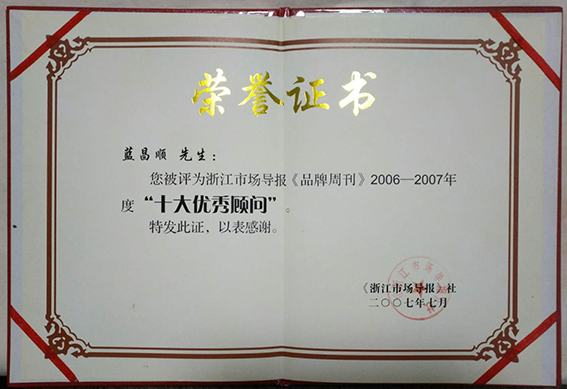 荣誉证书
蓝昌顺 先生：
您被评为浙江市场导报《品牌周刊》2006—2007年
度“十大优秀顾问”。
特发此证，以表感谢。
《浙江市场导报》社
二〇〇七年七月